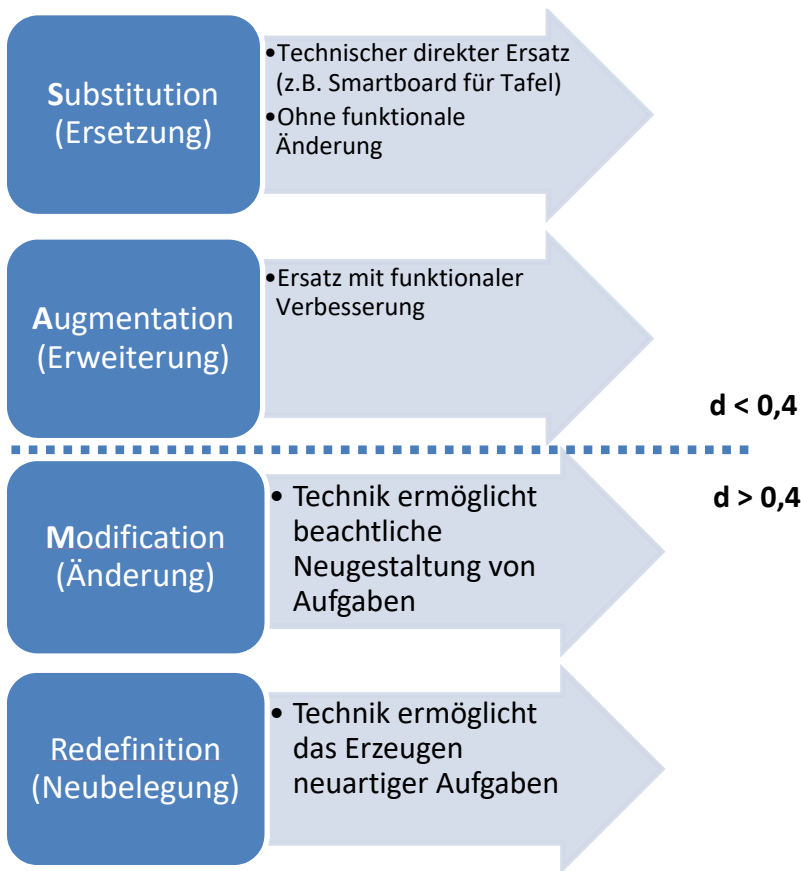 Substitution
(Ersetzung)
•Technischer direkter Ersatz
(z.B. Smartboard für Tafel)
•Ohne funktionale
Änderung
Augmentation
(Erweiterung)
•Ersatz mit funktionaler
Verbesserung
d < 0,4
d > 0,4
Modification
(Änderung)
• Technik ermöglicht
beachtliche
Neugestaltung von
Aufgaben
Redefinition
(Neubelegung)
• Technik ermöglicht
das Erzeugen
neuartiger Aufgaben